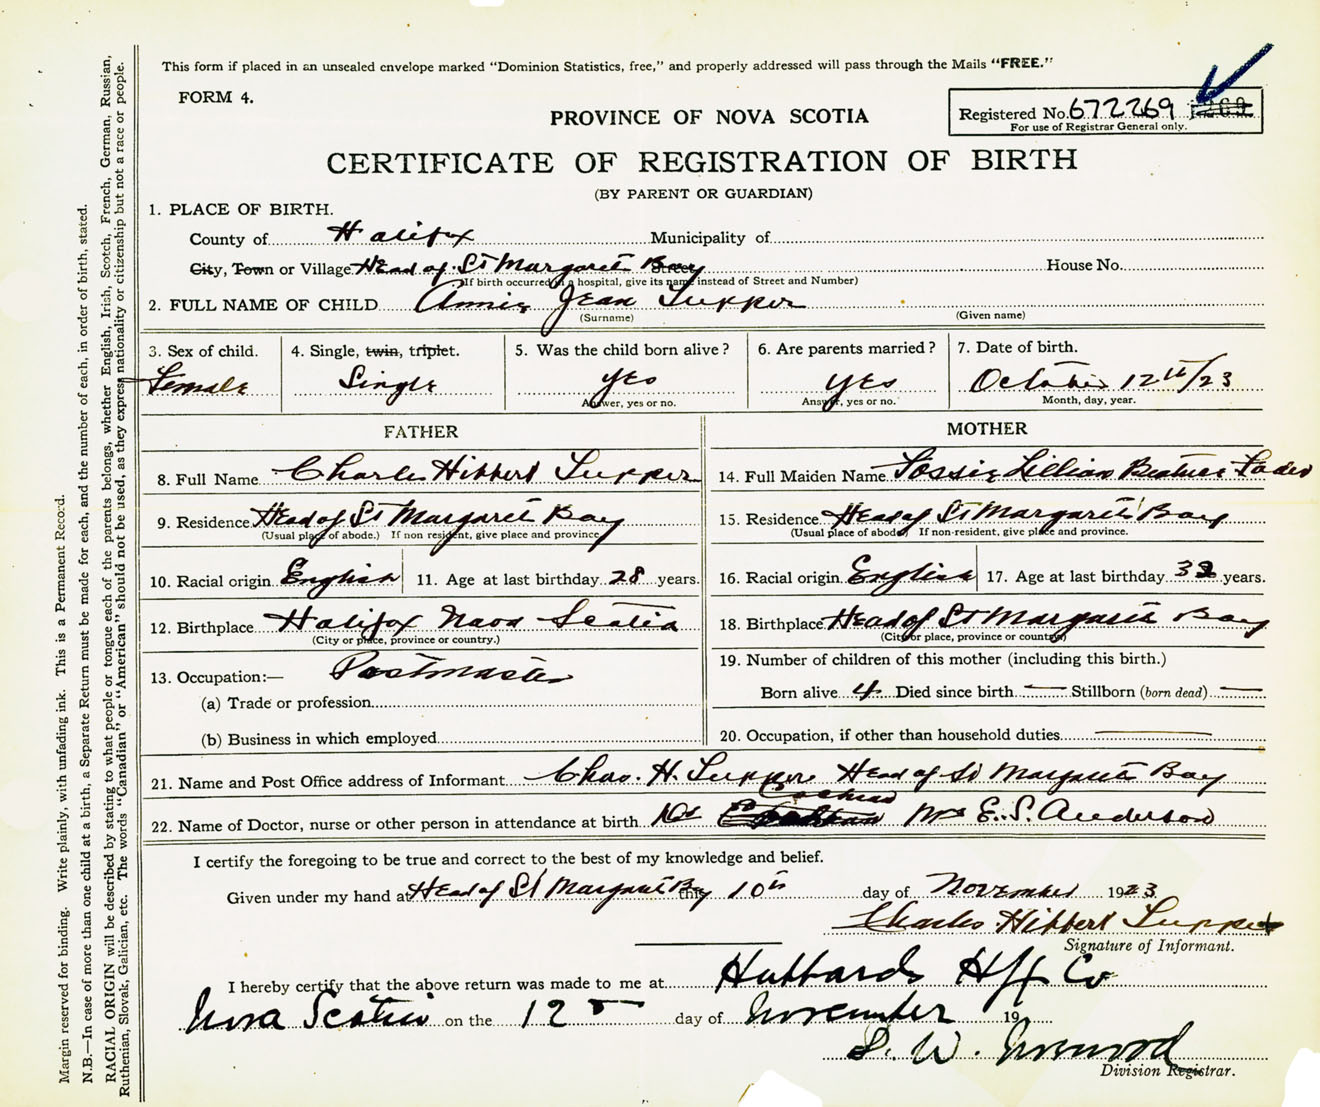 This form if placed in an unsealed envelope marked "Dominion Statistics, free," and properly addressed will pass through the Mails "FREE."
FORM 4.
PROVINCE OF NOVA SCOTIA
Registered No. 672269 1269
For use of Registrar General only.
CERTIFICATE OF REGISTRATION OF BIRTH
(BY PARENT OR GUARDIAN)
1. PLACE OF BIRTH.
County of Halifax Municipality of
City, Town or Village Head of St Margarets Bay Street House No.
(If birth occurred in a hospital, give its name instead of Street and Number)
2. FULL NAME OF CHILD Annie Jean Tupper
(Surname) (Given name)
3. Sex of child. 4. Single, twin, triplet. 5. Was the child born alive? 6. Are parents married? 7. Date of birth.
Female Single yes yes October 12th/23
Answer, yes or no. Answer, yes or no. Month, day, year.
FATHER MOTHER
8. Full Name Charles Hibbert Tupper 14. Full Maiden Name Lillian Beatrice Fader
9. Residence Head of St Margarets Bay 15. Residence Head of St Margarets Bay
(Usual place of abode.) If non resident, give place and province. (Usual place of abode) If non-resident, give place and province.
10. Racial origin English 11. Age at last birthday 28 years. 16. Racial origin English 17. Age at last birthday years.
12. Birthplace Halifax Nova Scotia 18. Birthplace Head of St Margarets Bay
(City or place, province or country.) (City or place, province or country)
13. Occupation:— Postmaster 19. Number of children of this mother (including this birth.)
(a) Trade or profession Born alive 4 Died since birth — Stillborn (born dead) —
(b) Business in which employed 20. Occupation, if other than household duties —
21. Name and Post Office address of Informant Chas. H. Tupper Head of St Margarets Bay
22. Name of Doctor, nurse or other person in attendance at birth Mrs E. S. Anderson
I certify the foregoing to be true and correct to the best of my knowledge and belief.
Given under my hand at Head of St Margarets Bay this 10th day of November 1923
Charles Hibbert Tupper
Signature of Informant.
I hereby certify that the above return was made to me at Hubbards Hfx Co
Nova Scotia on the 12 day of November 19
S. W. Norwood
Division Registrar.
Margin reserved for binding. Write plainly, with unfading ink. This is a Permanent Record.
N.B.—In case of more than one child at a birth, a Separate Return must be made for each, and the number of each, in order of birth, stated.
RACIAL ORIGIN will be described by stating to what people or tongue each of the parents belongs, whether English, Irish, Scotch, French, German, Russian,
Ruthenian, Slovak, Galician, etc. The words "Canadian" or "American" should not be used, as they express nationality or citizenship but not a race or people.